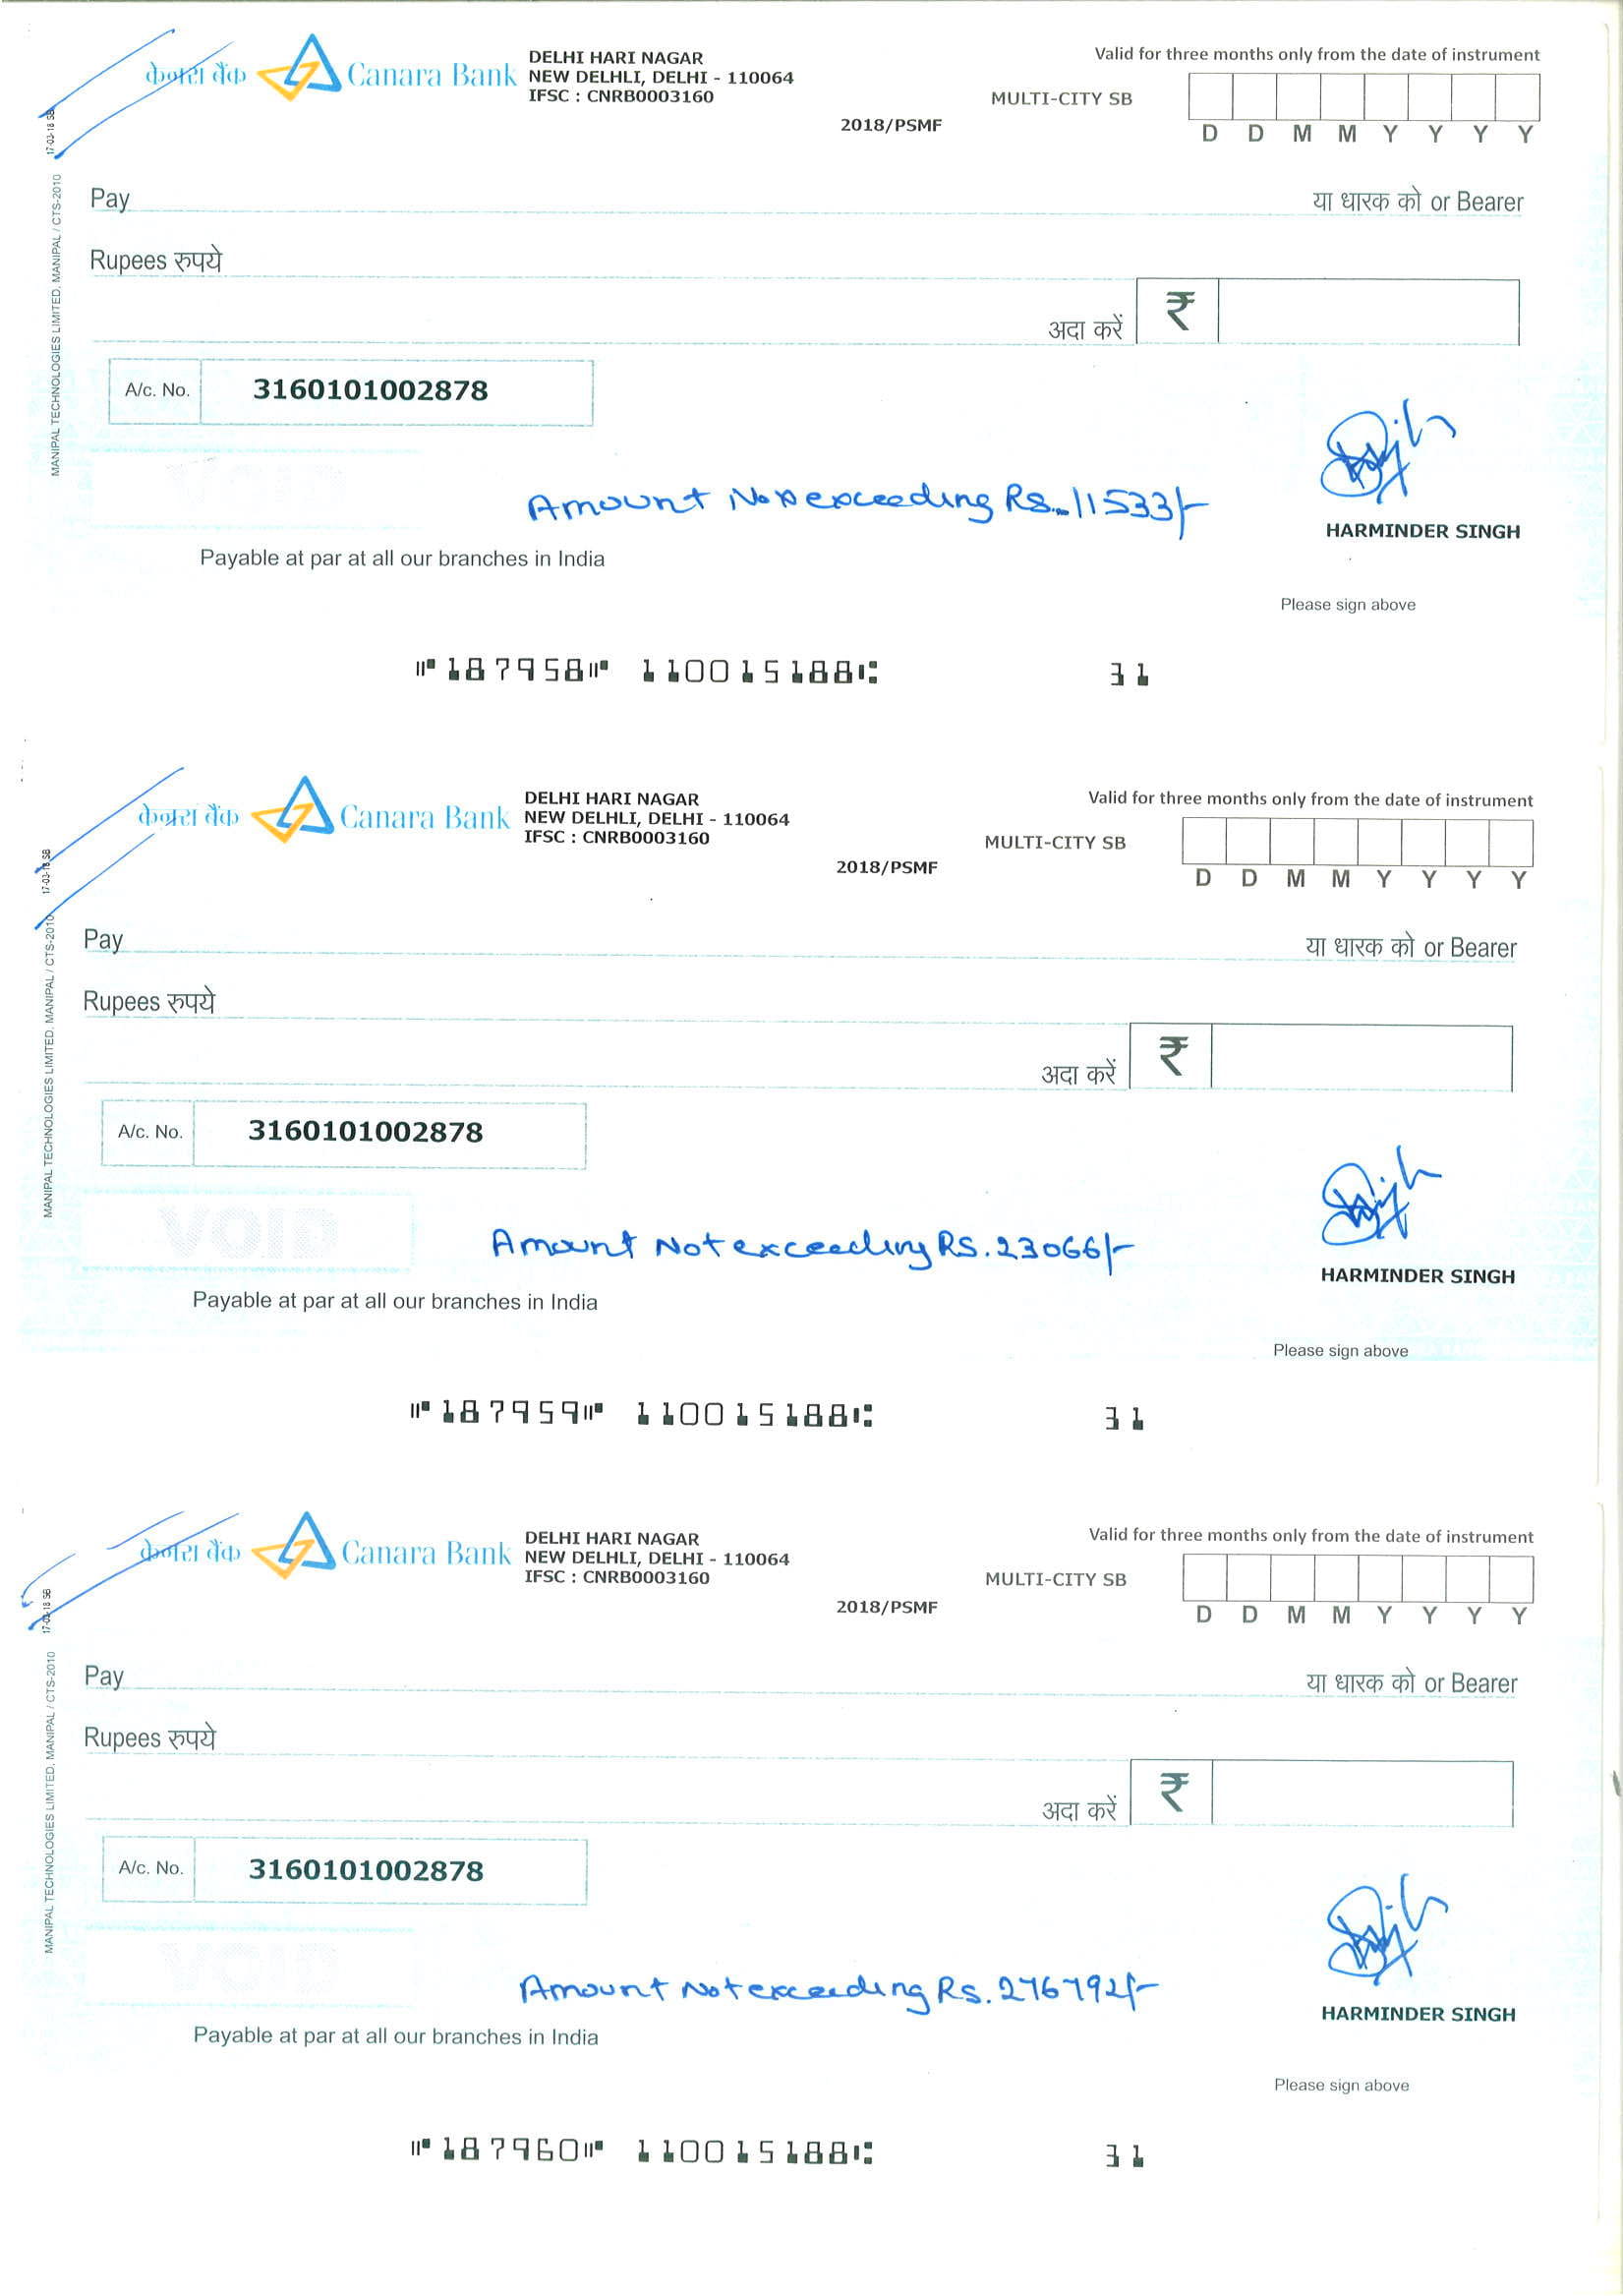 केनरा बैंक Canara Bank
DELHI HARI NAGAR
NEW DELHLI, DELHI - 110064
IFSC : CNRB0003160
2018/PSMF
MULTI-CITY SB
Valid for three months only from the date of instrument
D D M M Y Y Y Y
17-03-18 SB
MANIPAL TECHNOLOGIES LIMITED, MANIPAL / CTS-2010
Pay
या धारक को or Bearer
Rupees रुपये
अदा करें ₹
A/c. No. 3160101002878
VOID
Amount Not exceeding Rs. 11533/-
HARMINDER SINGH
Payable at par at all our branches in India
Please sign above
⑈187958⑈ 110015188⑆ 31
केनरा बैंक Canara Bank
DELHI HARI NAGAR
NEW DELHLI, DELHI - 110064
IFSC : CNRB0003160
2018/PSMF
MULTI-CITY SB
Valid for three months only from the date of instrument
D D M M Y Y Y Y
17-03-18 SB
MANIPAL TECHNOLOGIES LIMITED, MANIPAL / CTS-2010
Pay
या धारक को or Bearer
Rupees रुपये
अदा करें ₹
A/c. No. 3160101002878
VOID
Amount Not exceeding RS. 23066/-
HARMINDER SINGH
Payable at par at all our branches in India
Please sign above
⑈187959⑈ 110015188⑆ 31
केनरा बैंक Canara Bank
DELHI HARI NAGAR
NEW DELHLI, DELHI - 110064
IFSC : CNRB0003160
2018/PSMF
MULTI-CITY SB
Valid for three months only from the date of instrument
D D M M Y Y Y Y
17-03-18 SB
MANIPAL TECHNOLOGIES LIMITED, MANIPAL / CTS-2010
Pay
या धारक को or Bearer
Rupees रुपये
अदा करें ₹
A/c. No. 3160101002878
VOID
Amount Not exceeding Rs. 276792/-
HARMINDER SINGH
Payable at par at all our branches in India
Please sign above
⑈187960⑈ 110015188⑆ 31